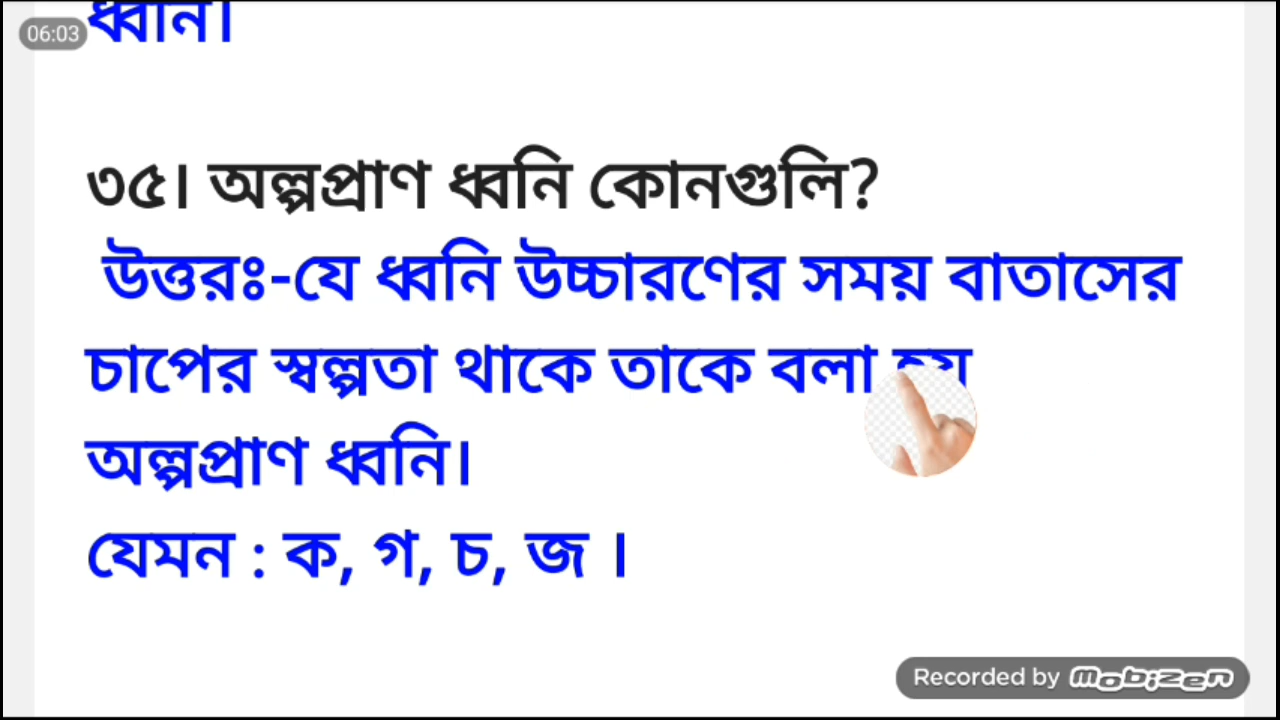 ধ্বনি।
06:03
৩৫। অল্পপ্রাণ ধ্বনি কোনগুলি?
উত্তরঃ-যে ধ্বনি উচ্চারণের সময় বাতাসের
চাপের স্বল্পতা থাকে তাকে বলা হয়
অল্পপ্রাণ ধ্বনি।
যেমন : ক, গ, চ, জ ।
Recorded by Mobizen